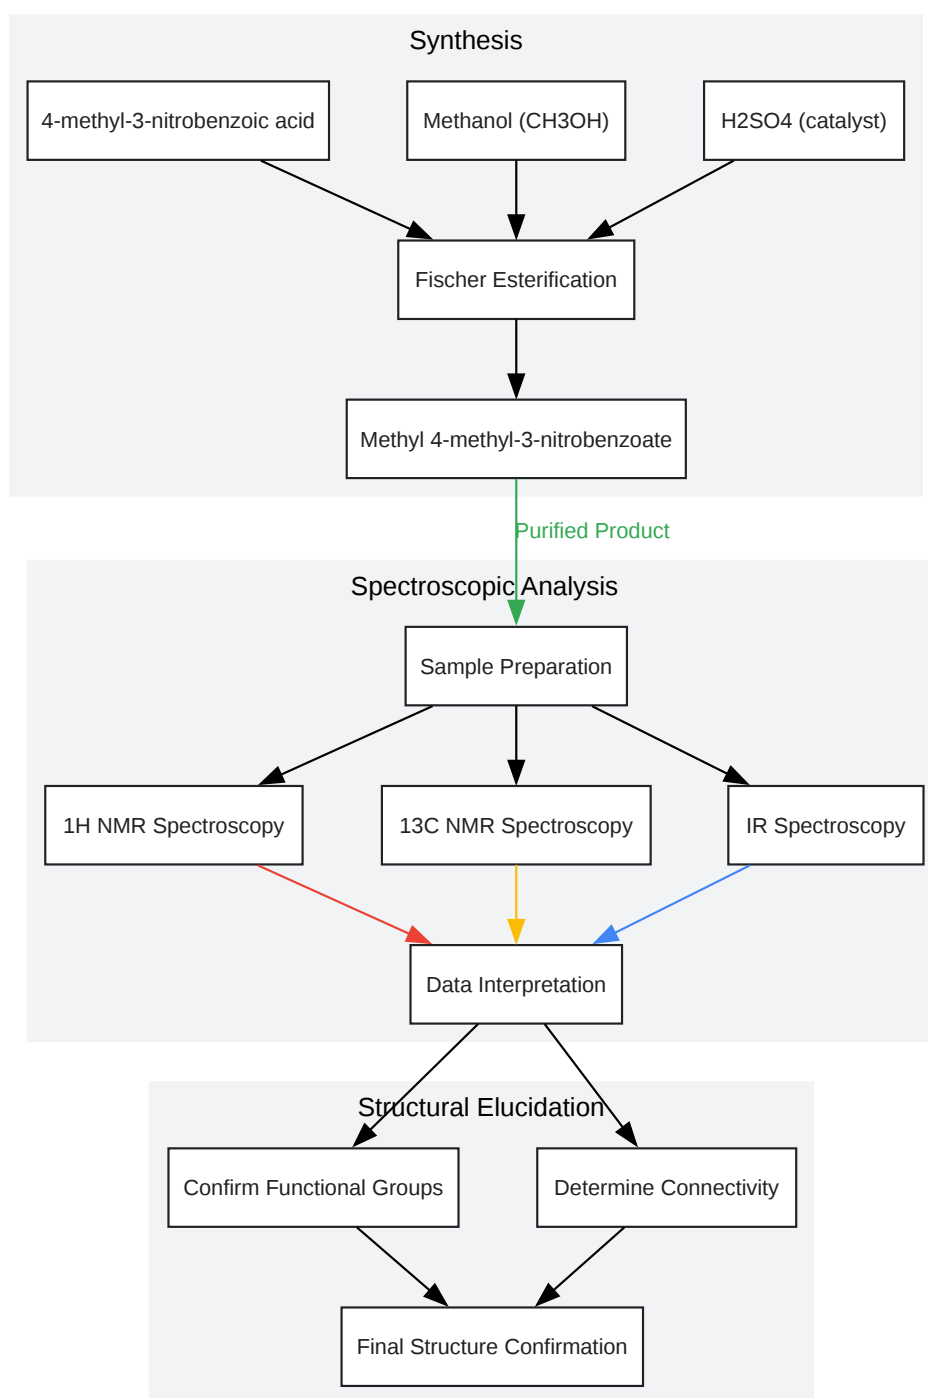 Synthesis
4-methyl-3-nitrobenzoic acid
Methanol (CH3OH)
H2SO4 (catalyst)
Fischer Esterification
Methyl 4-methyl-3-nitrobenzoate
Purified Product
Spectroscopic Analysis
Sample Preparation
1H NMR Spectroscopy
13C NMR Spectroscopy
IR Spectroscopy
Data Interpretation
Structural Elucidation
Confirm Functional Groups
Determine Connectivity
Final Structure Confirmation